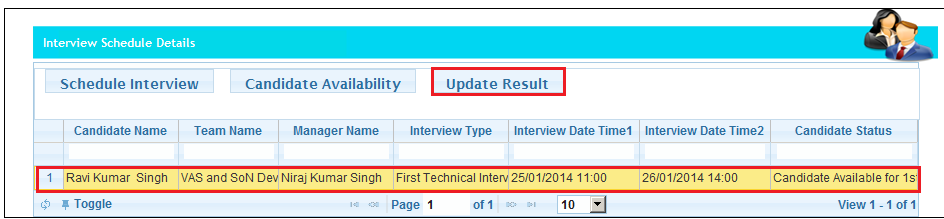 Interview Schedule Details
Schedule Interview Candidate Availability Update Result
Candidate Name Team Name Manager Name Interview Type Interview Date Time1 Interview Date Time2 Candidate Status
1 Ravi Kumar Singh VAS and SoN Dev Niraj Kumar Singh First Technical Interv 25/01/2014 11:00 26/01/2014 14:00 Candidate Available for 1st
Toggle Page 1 of 1 10 View 1 - 1 of 1